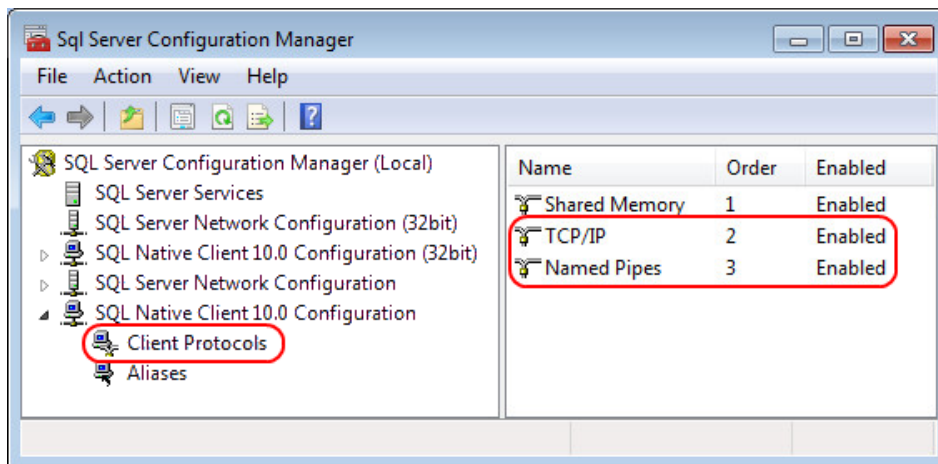 Sql Server Configuration Manager
File Action View Help
SQL Server Configuration Manager (Local)
SQL Server Services
SQL Server Network Configuration (32bit)
SQL Native Client 10.0 Configuration (32bit)
SQL Server Network Configuration
SQL Native Client 10.0 Configuration
Client Protocols
Aliases
Name Order Enabled
Shared Memory 1 Enabled
TCP/IP 2 Enabled
Named Pipes 3 Enabled